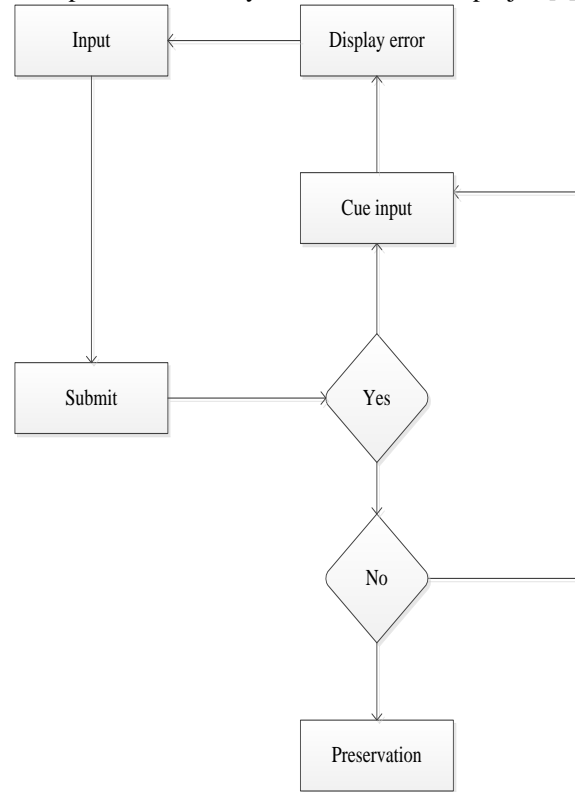 Input
Display error
Cue input
Submit
Yes
No
Preservation